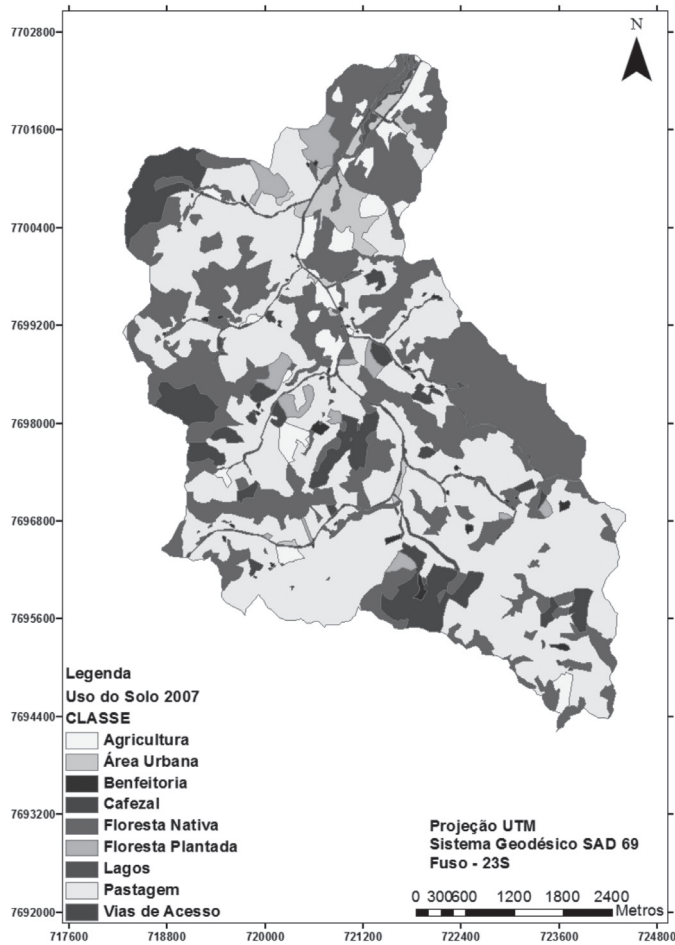 7702800
N
7701600
7700400
7699200
7698000
7696800
7695600
7694400
7693200
7692000
Legenda
Uso do Solo 2007
CLASSE
Agricultura
Área Urbana
Benfeitoria
Cafezal
Floresta Nativa
Floresta Plantada
Lagos
Pastagem
Vias de Acesso
Projeção UTM
Sistema Geodésico SAD 69
Fuso - 23S
0 300600 1200 1800 2400 Metros
717600 718800 720000 721200 722400 723600 724800